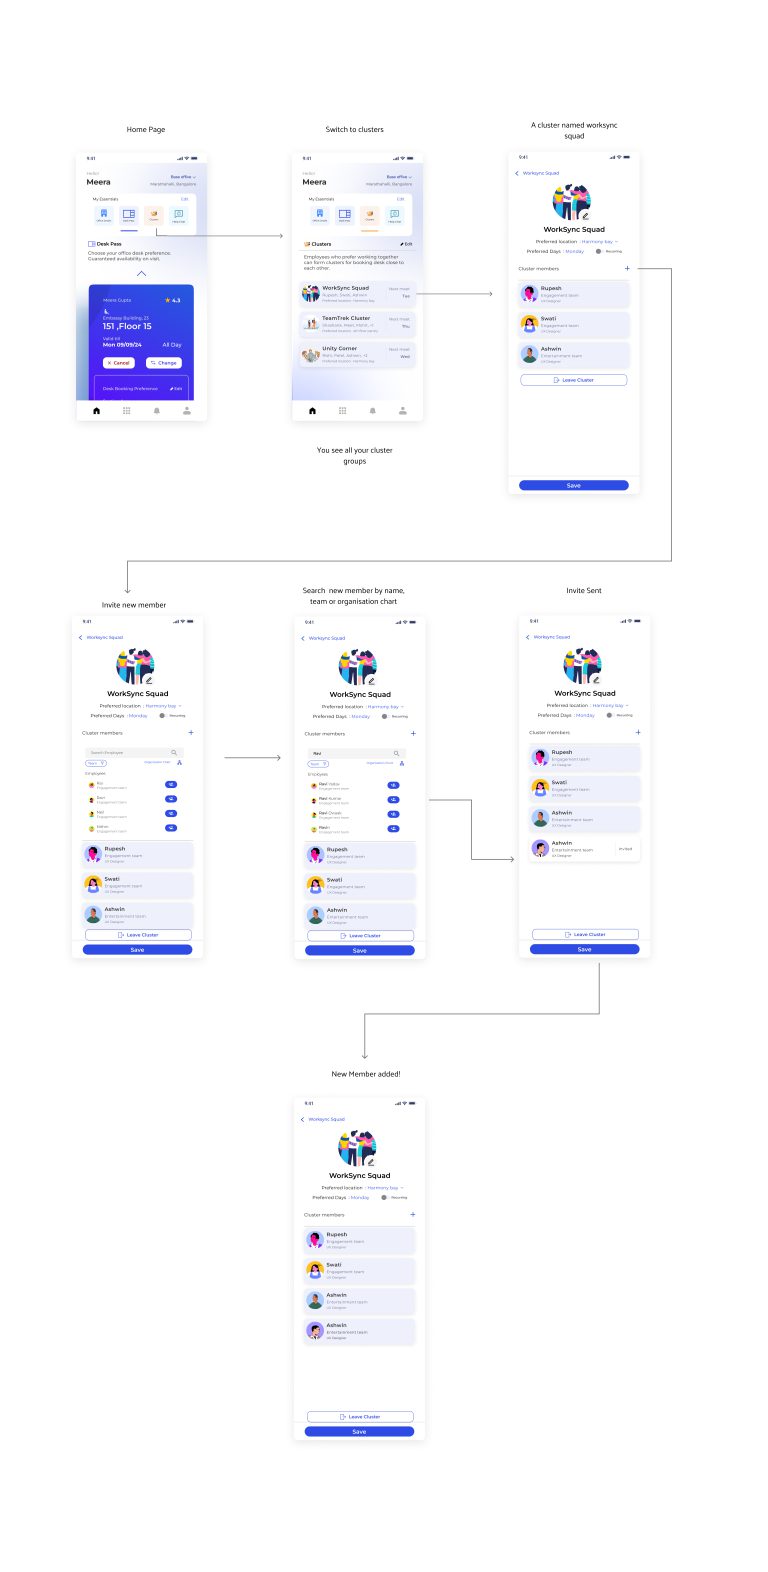 Home Page
9:41
Hello!
Meera
Base office
Marathahalli, Bangalore
My Essentials
Edit
Desk Pass
Choose your office desk preference.
Guaranteed availability on visit.
Meera Gupta
4.3
Embassy Building, 23
151 ,Floor 15
Valid till
Mon 09/09/24
All Day
Cancel
Change
Desk Booking Preference
Edit
Switch to clusters
9:41
Hello!
Meera
Base office
Marathahalli, Bangalore
My Essentials
Edit
Clusters
Edit
Employees who prefer working together
can form clusters for booking desk close to
each other.
WorkSync Squad
Rupesh, Swati, Ashwin
Preferred location : Harmony bay
Next meet
Tue
TeamTrek Cluster
Next meet
Thu
Unity Corner
Preferred location : Harmony bay
Next meet
Wed
You see all your cluster
groups
A cluster named worksync
squad
9:41
Worksync Squad
WorkSync Squad
Preferred location : Harmony bay
Preferred Days : Monday
Recurring
Cluster members
+
Rupesh
Engagement team
UX Designer
Swati
Engagement team
UX Designer
Ashwin
Entertainment team
UX Designer
Leave Cluster
Save
Invite new member
9:41
Worksync Squad
WorkSync Squad
Preferred location : Harmony bay
Preferred Days : Monday
Recurring
Cluster members
+
Search Employee
Team
Organisation Chart
Employees
Engagement team
Engagement team
Engagement team
Engagement team
Rupesh
Engagement team
UX Designer
Swati
Engagement team
UX Designer
Ashwin
Entertainment team
UX Designer
Leave Cluster
Save
Search new member by name,
team or organisation chart
9:41
Worksync Squad
WorkSync Squad
Preferred location : Harmony bay
Preferred Days : Monday
Recurring
Cluster members
+
Ravi
Team
Organisation Chart
Employees
Ravi Yadav
Engagement team
Ravi Kumar
Engagement team
Ravi
Engagement team
Engagement team
Rupesh
Engagement team
UX Designer
Swati
Engagement team
UX Designer
Ashwin
Entertainment team
UX Designer
Leave Cluster
Save
Invite Sent
9:41
Worksync Squad
WorkSync Squad
Preferred location : Harmony bay
Preferred Days : Monday
Recurring
Cluster members
+
Rupesh
Engagement team
UX Designer
Swati
Engagement team
UX Designer
Ashwin
Entertainment team
UX Designer
Ashwin
Entertainment team
UX Designer
Invited
Leave Cluster
Save
New Member added!
9:41
Worksync Squad
WorkSync Squad
Preferred location : Harmony bay
Preferred Days : Monday
Recurring
Cluster members
+
Rupesh
Engagement team
UX Designer
Swati
Engagement team
UX Designer
Ashwin
Entertainment team
UX Designer
Ashwin
Entertainment team
UX Designer
Leave Cluster
Save